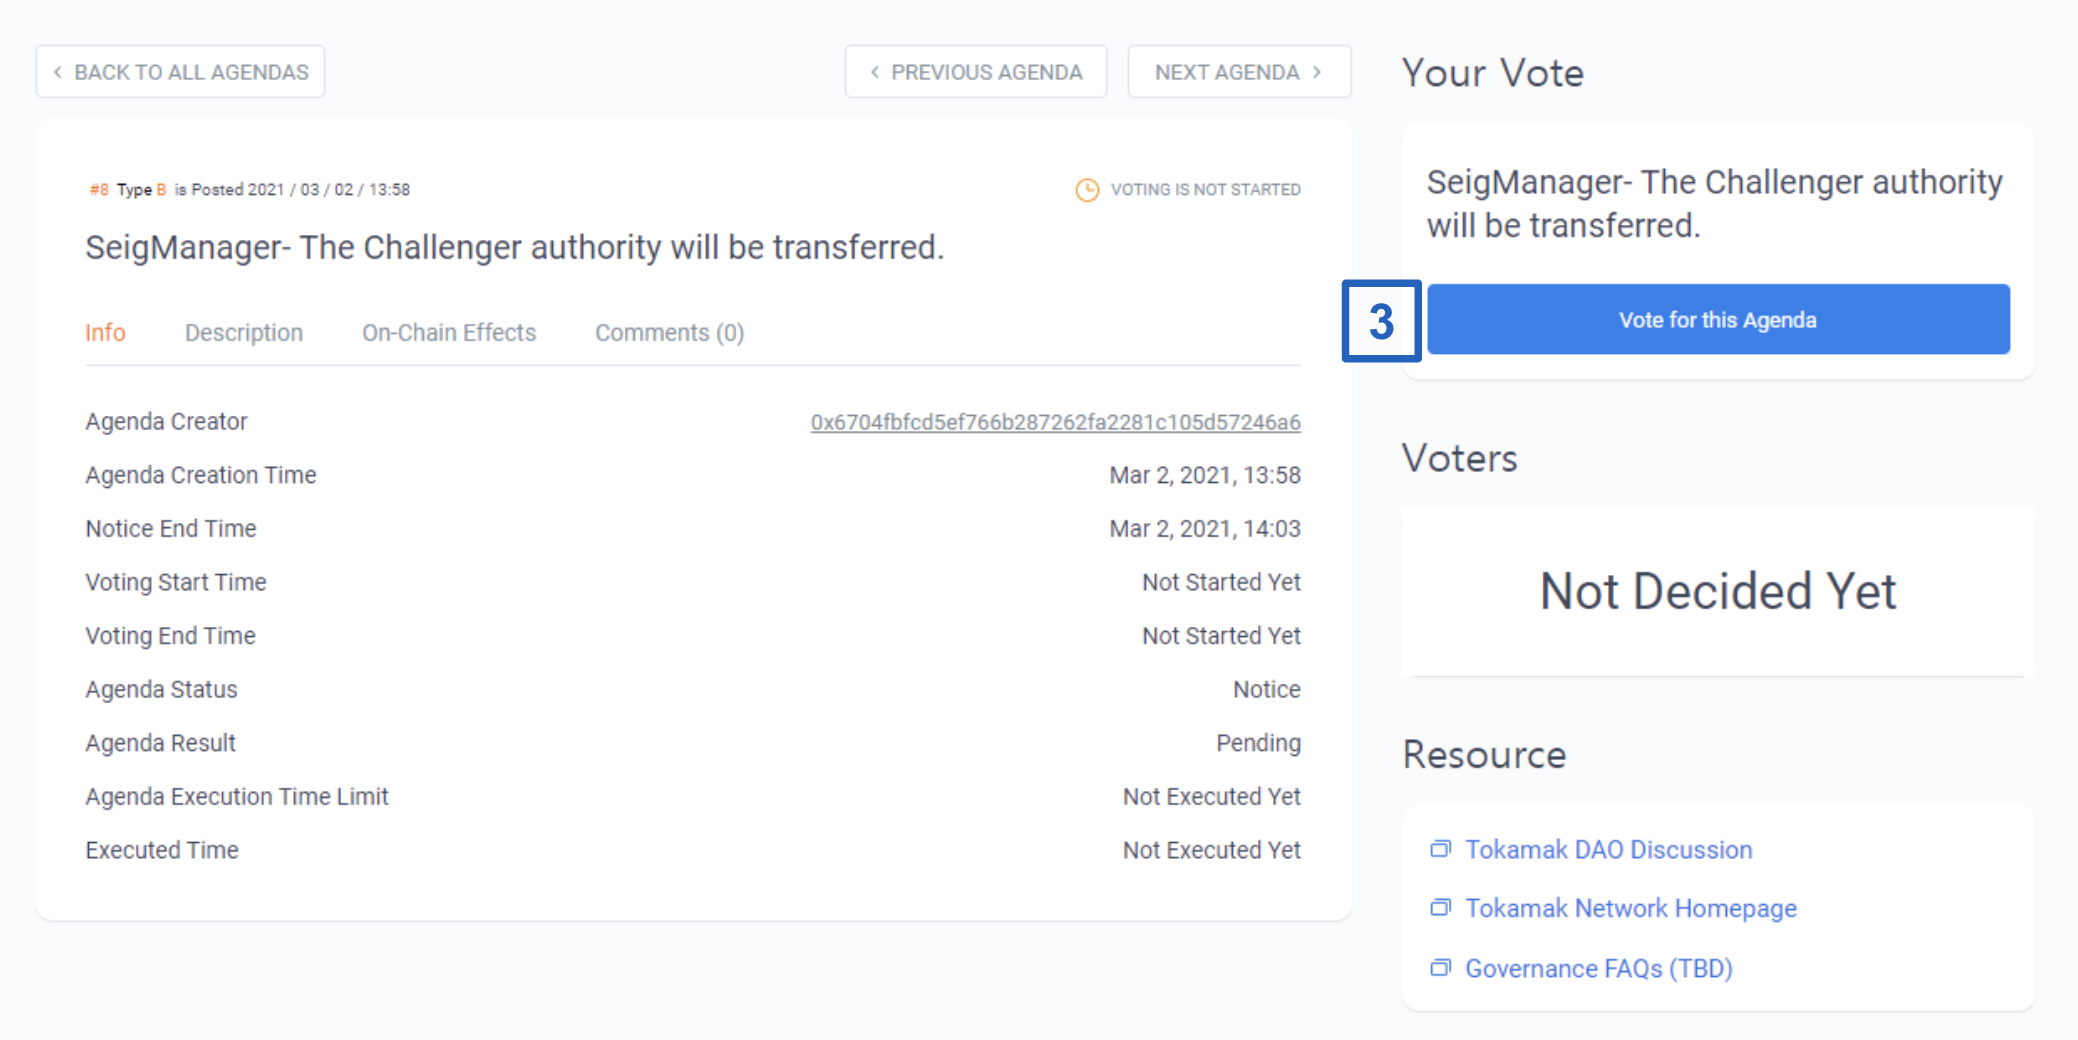 BACK TO ALL AGENDAS
PREVIOUS AGENDA
NEXT AGENDA
#8 Type B is Posted 2021 / 03 / 02 / 13:58
VOTING IS NOT STARTED
SeigManager- The Challenger authority will be transferred.
Info Description On-Chain Effects Comments (0)
Agenda Creator 0x6704fbfcd5ef766b287262fa2281c105d57246a6
Agenda Creation Time Mar 2, 2021, 13:58
Notice End Time Mar 2, 2021, 14:03
Voting Start Time Not Started Yet
Voting End Time Not Started Yet
Agenda Status Notice
Agenda Result Pending
Agenda Execution Time Limit Not Executed Yet
Executed Time Not Executed Yet
Your Vote
SeigManager- The Challenger authority
will be transferred.
3
Vote for this Agenda
Voters
Not Decided Yet
Resource
Tokamak DAO Discussion
Tokamak Network Homepage
Governance FAQs (TBD)